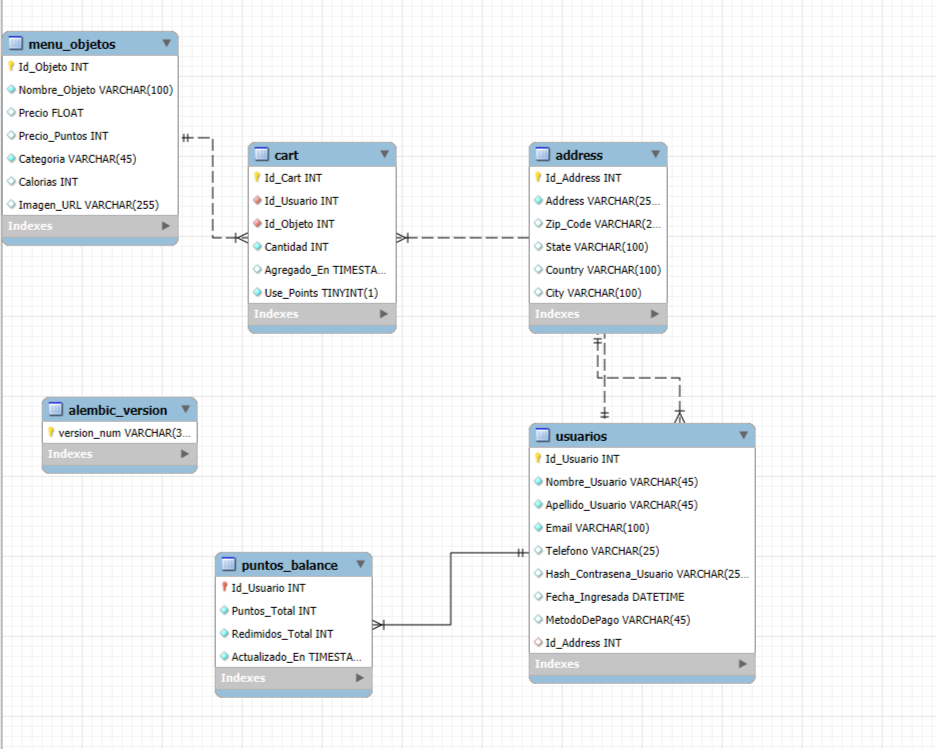 menu_objetos
Id_Objeto INT
Nombre_Objeto VARCHAR(100)
Precio FLOAT
Precio_Puntos INT
Categoria VARCHAR(45)
Calorias INT
Imagen_URL VARCHAR(255)
Indexes
cart
Id_Cart INT
Id_Usuario INT
Id_Objeto INT
Cantidad INT
Agregado_En TIMESTA...
Use_Points TINYINT(1)
Indexes
address
Id_Address INT
Address VARCHAR(25...
Zip_Code VARCHAR(2...
State VARCHAR(100)
Country VARCHAR(100)
City VARCHAR(100)
Indexes
alembic_version
version_num VARCHAR(3...
Indexes
usuarios
Id_Usuario INT
Nombre_Usuario VARCHAR(45)
Apellido_Usuario VARCHAR(45)
Email VARCHAR(100)
Telefono VARCHAR(25)
Hash_Contrasena_Usuario VARCHAR(25...
Fecha_Ingresada DATETIME
MetodoDePago VARCHAR(45)
Id_Address INT
Indexes
puntos_balance
Id_Usuario INT
Puntos_Total INT
Redimidos_Total INT
Actualizado_En TIMESTA...
Indexes